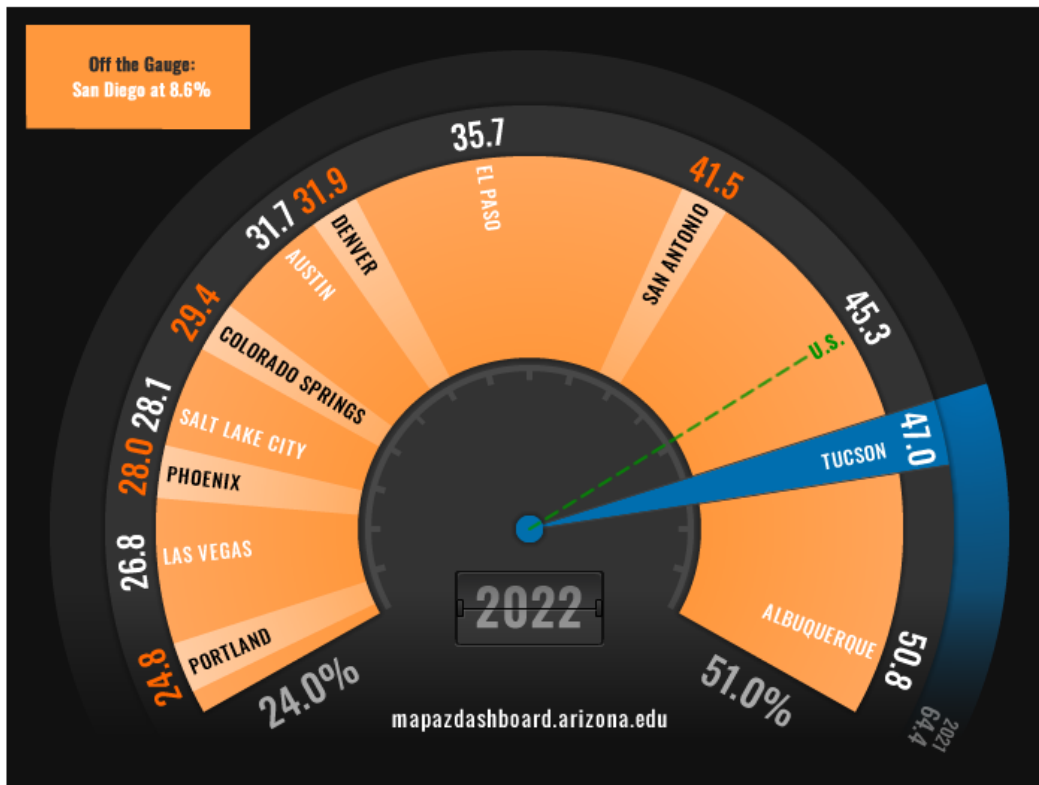 Off the Gauge:
San Diego at 8.6%
24.0%
24.8
PORTLAND
26.8
LAS VEGAS
28.0
PHOENIX
28.1
SALT LAKE CITY
29.4
COLORADO SPRINGS
31.7
AUSTIN
31.9
DENVER
35.7
EL PASO
41.5
SAN ANTONIO
45.3
U.S.
47.0
TUCSON
50.8
ALBUQUERQUE
51.0%
2021
64.4
2022
mapazdashboard.arizona.edu